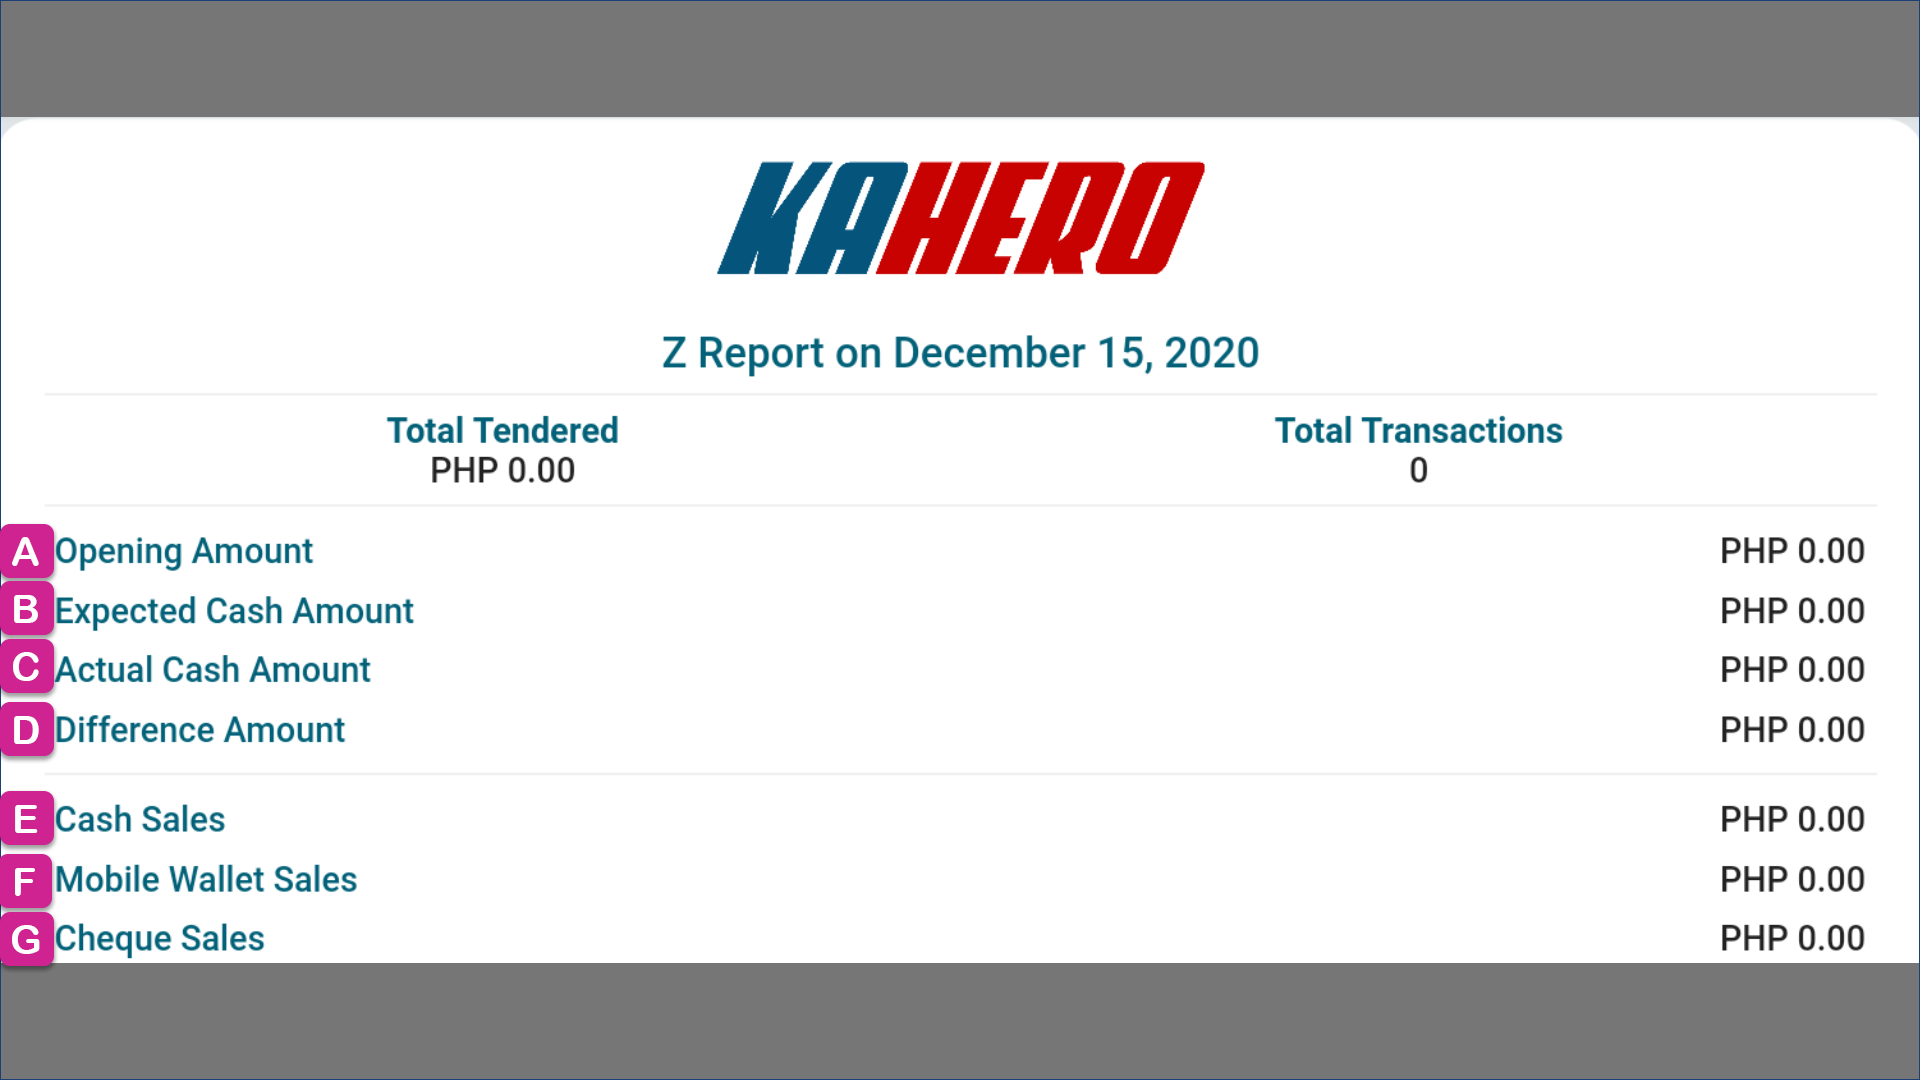 KAHERO
Z Report on December 15, 2020
Total Tendered Total Transactions
PHP 0.00 0
A Opening Amount PHP 0.00
B Expected Cash Amount PHP 0.00
C Actual Cash Amount PHP 0.00
D Difference Amount PHP 0.00
E Cash Sales PHP 0.00
F Mobile Wallet Sales PHP 0.00
G Cheque Sales PHP 0.00